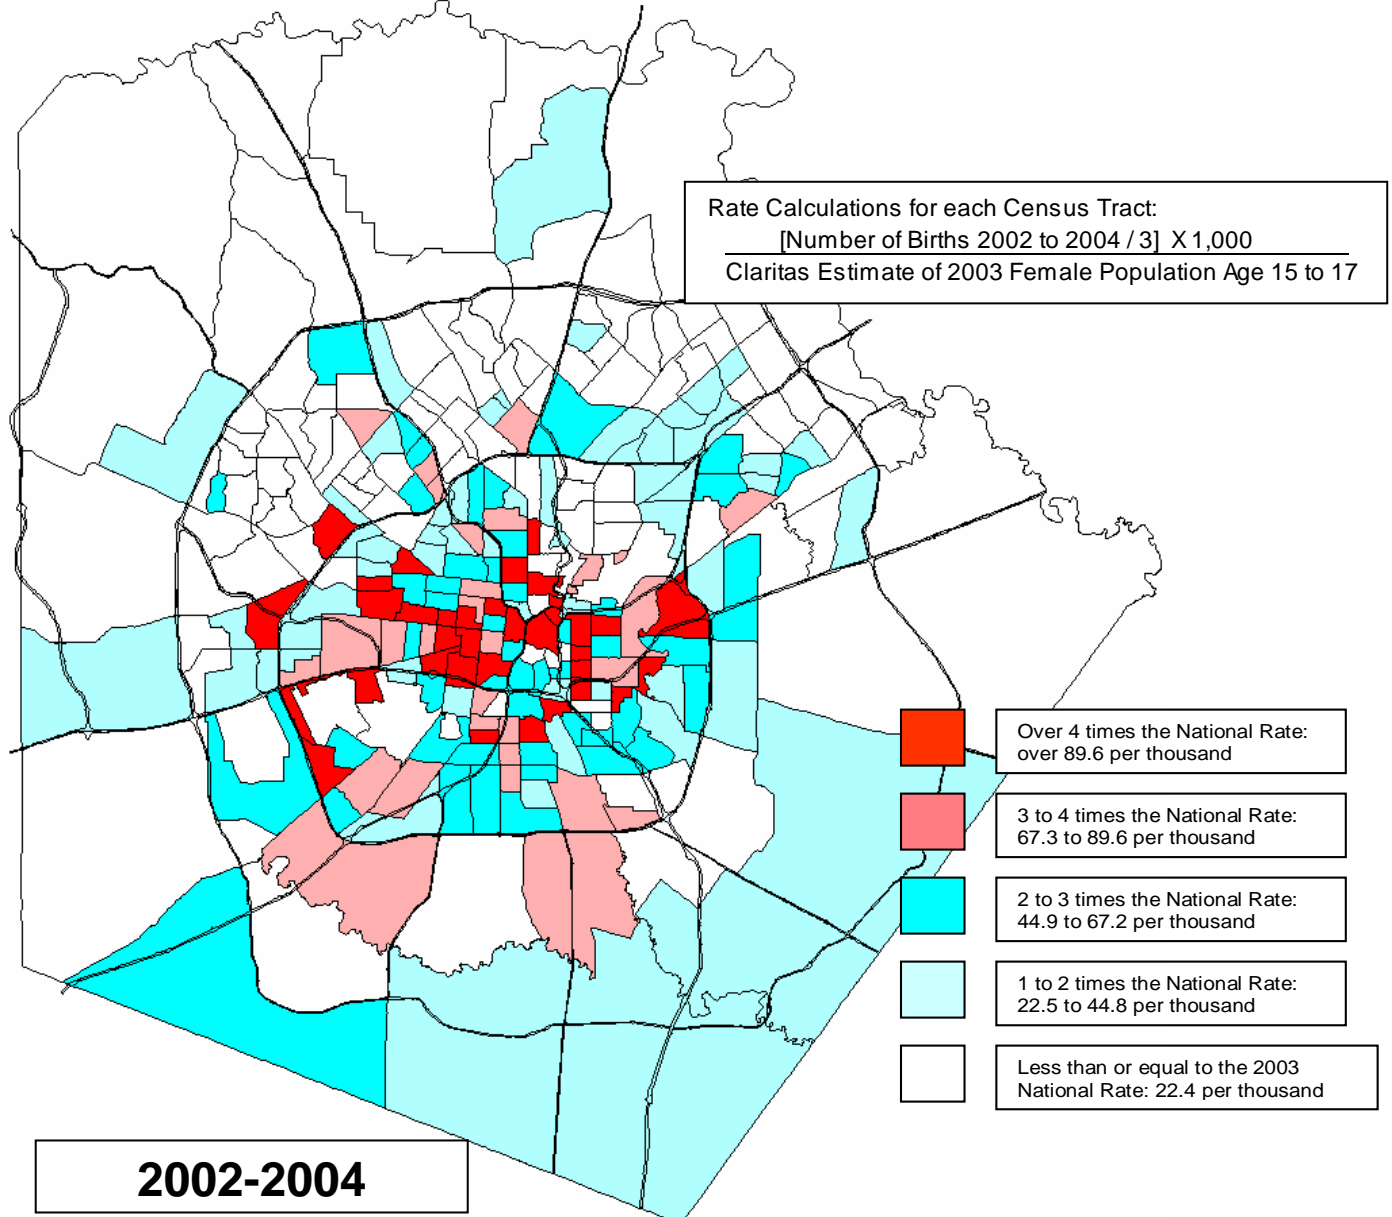 Rate Calculations for each Census Tract:
[Number of Births 2002 to 2004 / 3] X 1,000
Claritas Estimate of 2003 Female Population Age 15 to 17
Over 4 times the National Rate:
over 89.6 per thousand
3 to 4 times the National Rate:
67.3 to 89.6 per thousand
2 to 3 times the National Rate:
44.9 to 67.2 per thousand
1 to 2 times the National Rate:
22.5 to 44.8 per thousand
Less than or equal to the 2003
National Rate: 22.4 per thousand
2002-2004